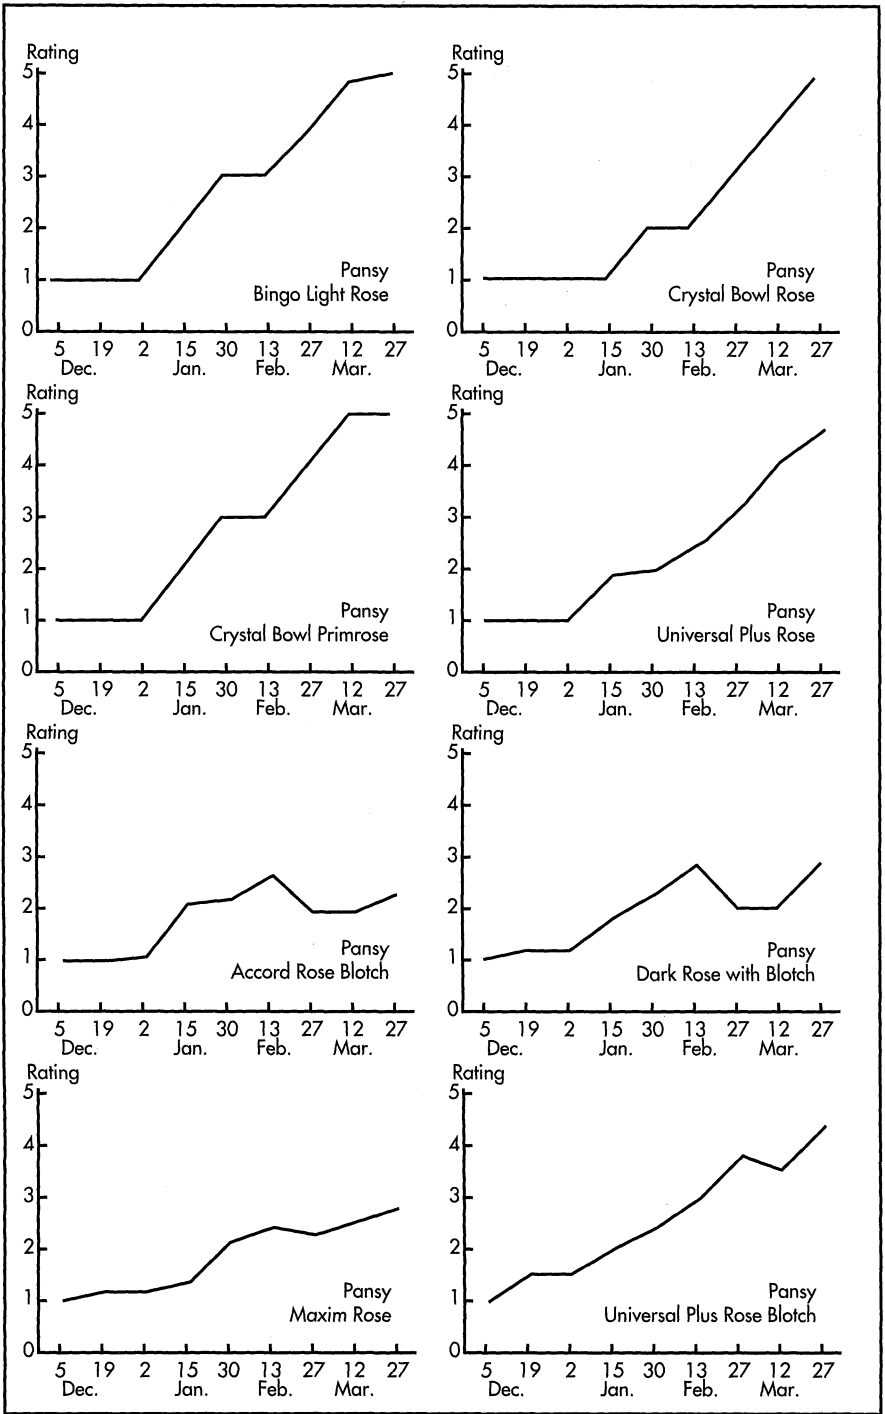 Rating
5
4
3
2
1
0
Pansy
Bingo Light Rose
5 19 2 15 30 13 27 12 27
Dec. Jan. Feb. Mar.
Rating
5
4
3
2
1
0
Pansy
Crystal Bowl Rose
5 19 2 15 30 13 27 12 27
Dec. Jan. Feb. Mar.
Rating
5
4
3
2
1
0
Pansy
Crystal Bowl Primrose
5 19 2 15 30 13 27 12 27
Dec. Jan. Feb. Mar.
Rating
5
4
3
2
1
0
Pansy
Universal Plus Rose
5 19 2 15 30 13 27 12 27
Dec. Jan. Feb. Mar.
Rating
5
4
3
2
1
0
Pansy
Accord Rose Blotch
5 19 2 15 30 13 27 12 27
Dec. Jan. Feb. Mar.
Rating
5
4
3
2
1
0
Pansy
Dark Rose with Blotch
5 19 2 15 30 13 27 12 27
Dec. Jan. Feb. Mar.
Rating
5
4
3
2
1
0
Pansy
Maxim Rose
5 19 2 15 30 13 27 12 27
Dec. Jan. Feb. Mar.
Rating
5
4
3
2
1
0
Pansy
Universal Plus Rose Blotch
5 19 2 15 30 13 27 12 27
Dec. Jan. Feb. Mar.